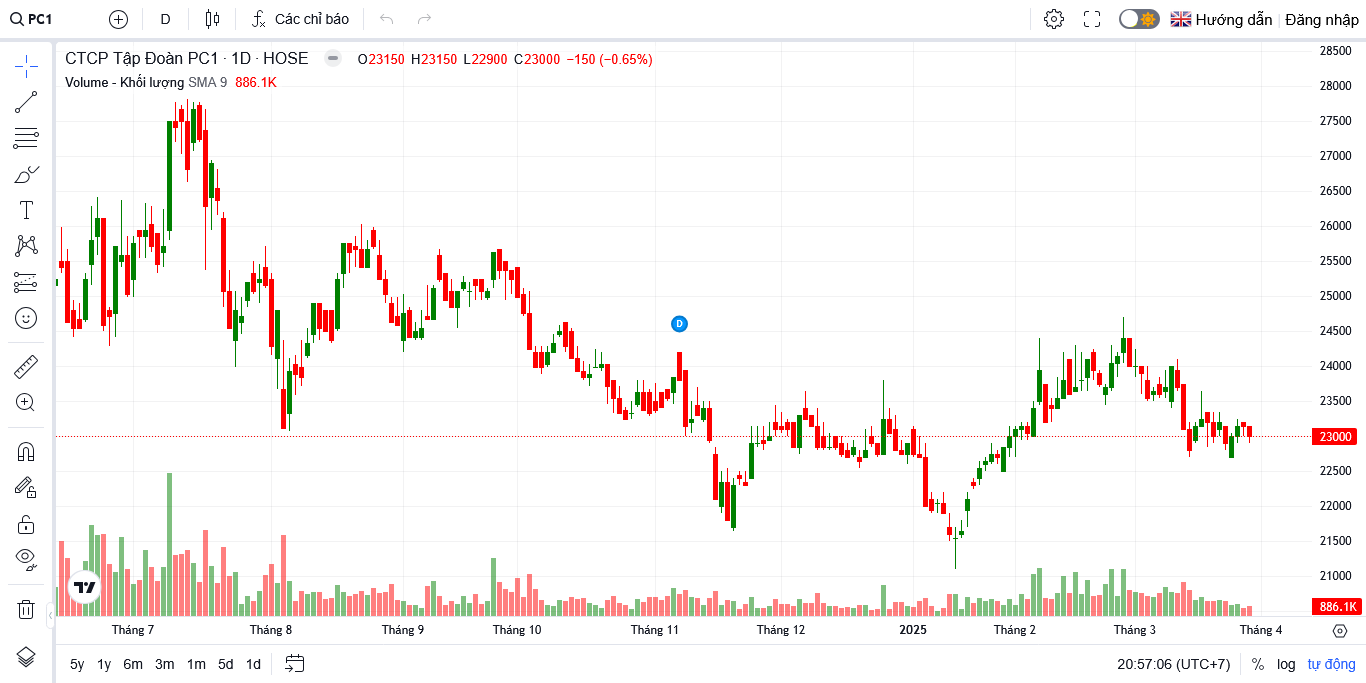 PC1 D Các chỉ báo Hướng dẫn Đăng nhập
CTCP Tập Đoàn PC1 · 1D · HOSE O23150 H23150 L22900 C23000 −150 (−0.65%)
Volume - Khối lượng SMA 9 886.1K
28500
28000
27500
27000
26500
26000
25500
25000
24500
D
24000
23500
23000
22500
22000
21500
21000
886.1K
Tháng 7 Tháng 8 Tháng 9 Tháng 10 Tháng 11 Tháng 12 2025 Tháng 2 Tháng 3 Tháng 4
5y 1y 6m 3m 1m 5d 1d 20:57:06 (UTC+7) % log tự động